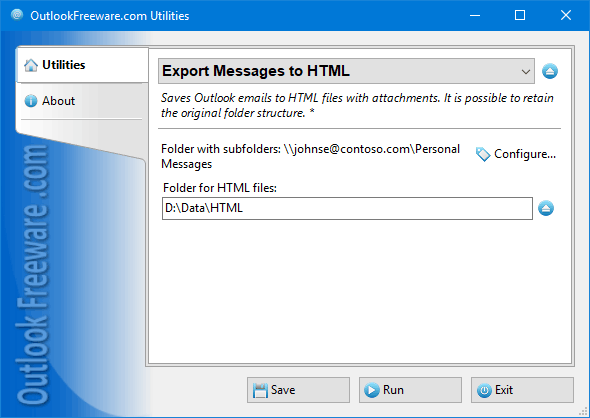 OutlookFreeware.com Utilities
Utilities
About
Outlook Freeware .com
Export Messages to HTML
Saves Outlook emails to HTML files with attachments. It is possible to retain
the original folder structure. *
Folder with subfolders: \\johnse@contoso.com\Personal
Messages
Configure...
Folder for HTML files:
D:\Data\HTML
Save
Run
Exit